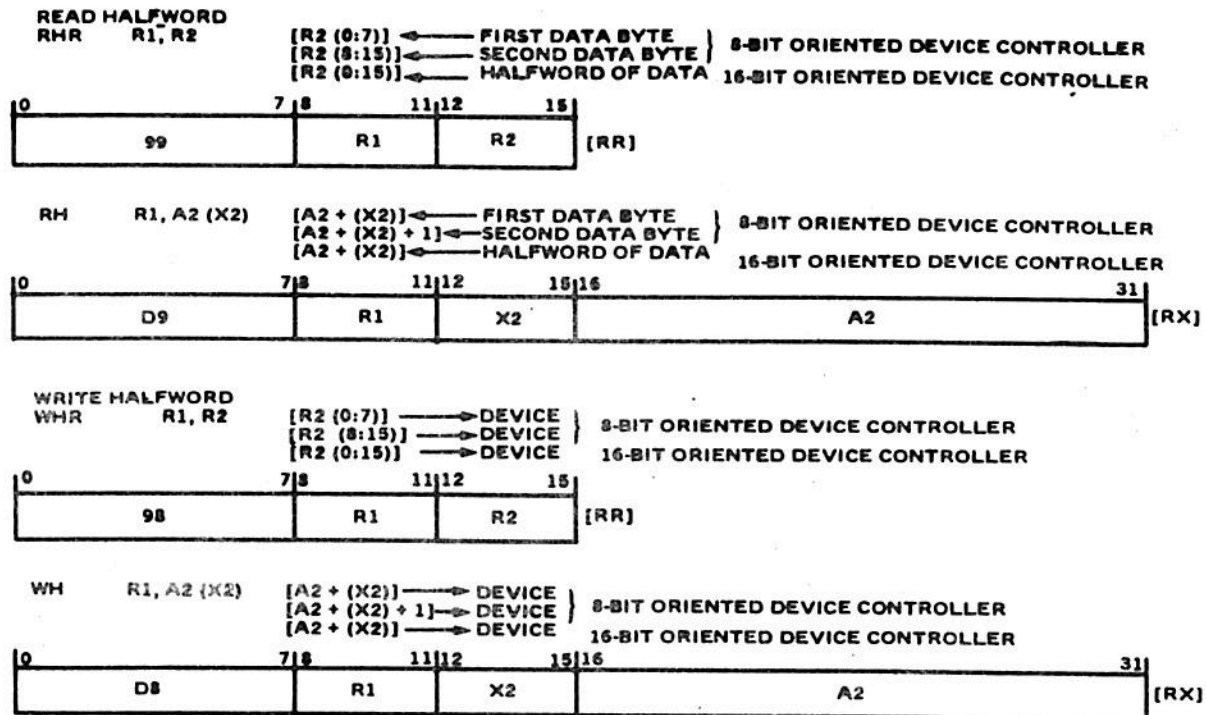 READ HALFWORD
RHR R1, R2 [R2 (0:7)] ← FIRST DATA BYTE } 8-BIT ORIENTED DEVICE CONTROLLER
[R2 (8:15)] ← SECOND DATA BYTE
[R2 (0:15)] ← HALFWORD OF DATA 16-BIT ORIENTED DEVICE CONTROLLER
0 7 8 11 12 15
99 R1 R2 [RR]
RH R1, A2 (X2) [A2 + (X2)] ← FIRST DATA BYTE } 8-BIT ORIENTED DEVICE CONTROLLER
[A2 + (X2) + 1] ← SECOND DATA BYTE
[A2 + (X2)] ← HALFWORD OF DATA 16-BIT ORIENTED DEVICE CONTROLLER
0 7 8 11 12 15 16 31
D9 R1 X2 A2 [RX]
WRITE HALFWORD
WHR R1, R2 [R2 (0:7)] → DEVICE } 8-BIT ORIENTED DEVICE CONTROLLER
[R2 (8:15)] → DEVICE
[R2 (0:15)] → DEVICE 16-BIT ORIENTED DEVICE CONTROLLER
0 7 8 11 12 15
98 R1 R2 [RR]
WH R1, A2 (X2) [A2 + (X2)] → DEVICE } 8-BIT ORIENTED DEVICE CONTROLLER
[A2 + (X2) + 1] → DEVICE
[A2 + (X2)] → DEVICE 16-BIT ORIENTED DEVICE CONTROLLER
0 7 8 11 12 15 16 31
D8 R1 X2 A2 [RX]